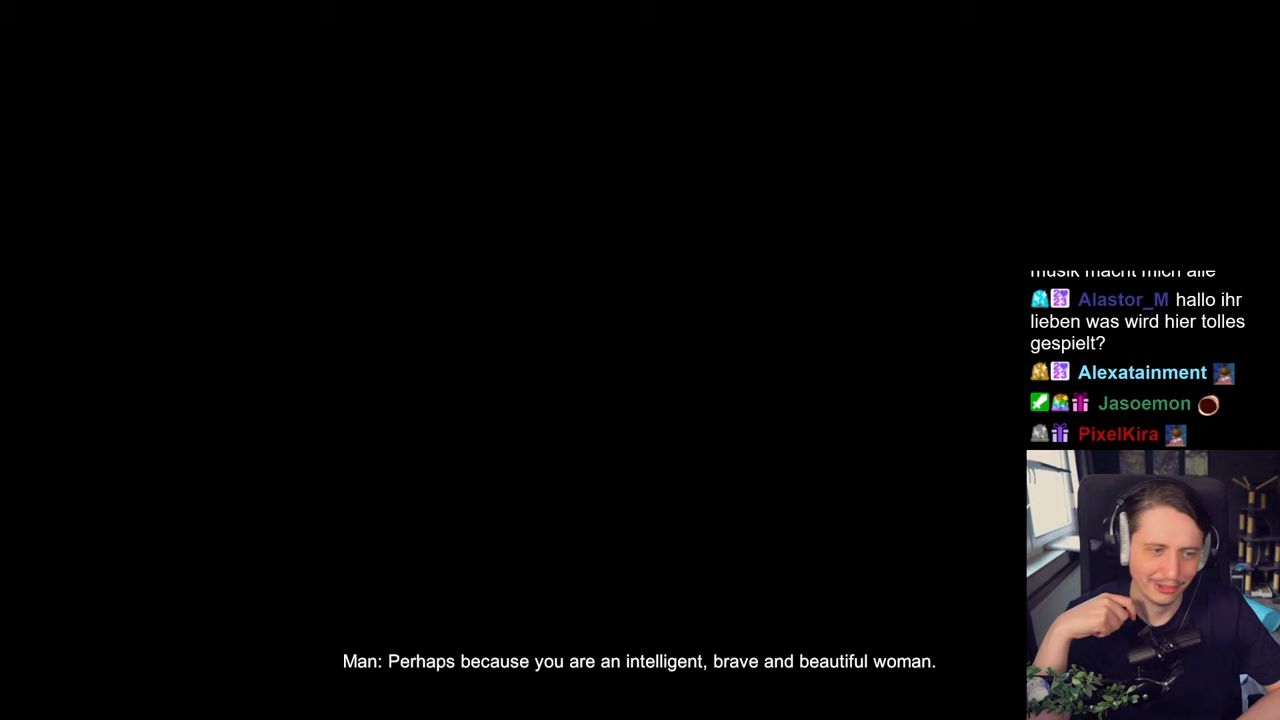 musik macht mich alle
Alastor_M hallo ihr
lieben was wird hier tolles
gespielt?
Alexatainment
Jasoemon
PixelKira
Man: Perhaps because you are an intelligent, brave and beautiful woman.